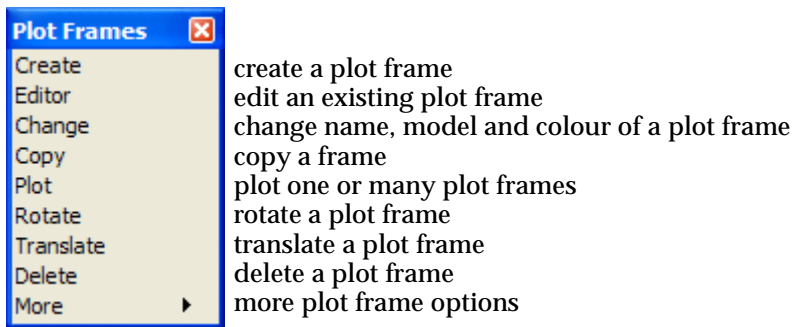 Plot Frames
Create create a plot frame
Editor edit an existing plot frame
Change change name, model and colour of a plot frame
Copy copy a frame
Plot plot one or many plot frames
Rotate rotate a plot frame
Translate translate a plot frame
Delete delete a plot frame
More more plot frame options